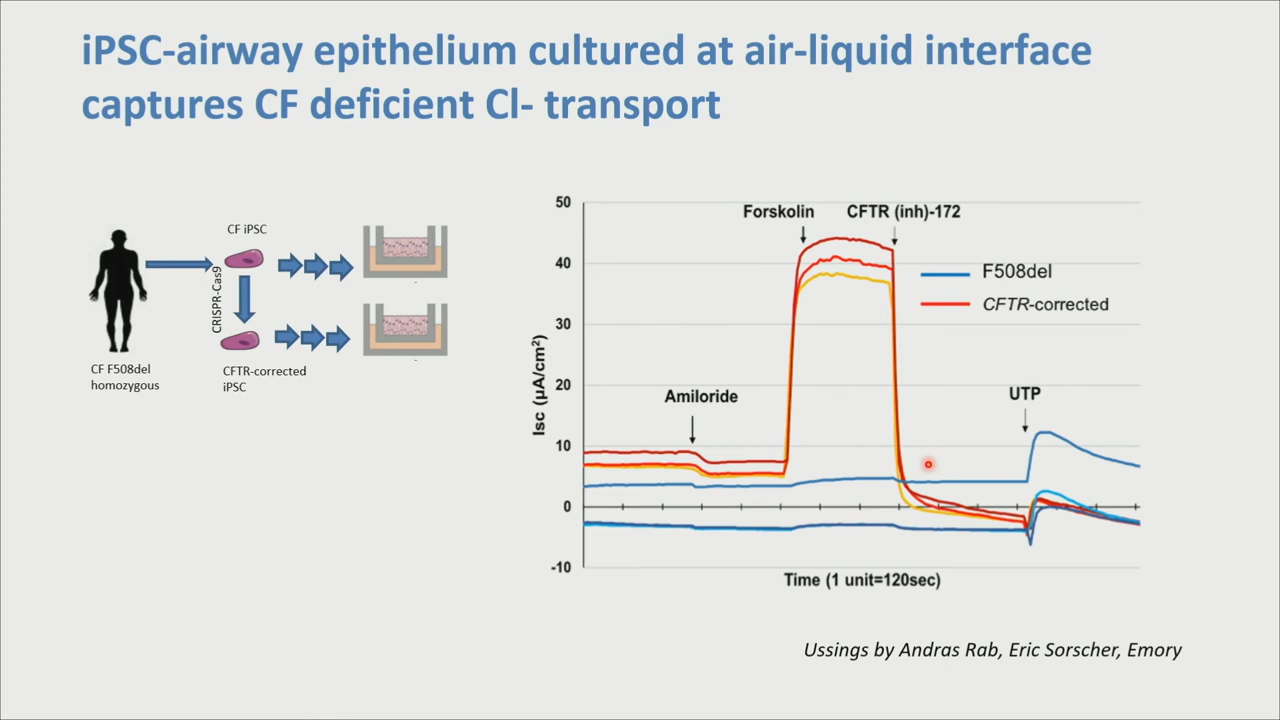 iPSC-airway epithelium cultured at air-liquid interface
captures CF deficient Cl- transport
CF iPSC
CRISPR-Cas9
CF F508del
homozygous
CFTR-corrected
iPSC
50
40
30
20
10
0
-10
Isc (µA/cm²)
Forskolin
CFTR (inh)-172
F508del
CFTR-corrected
Amiloride
UTP
Time (1 unit=120sec)
Ussings by Andras Rab, Eric Sorscher, Emory